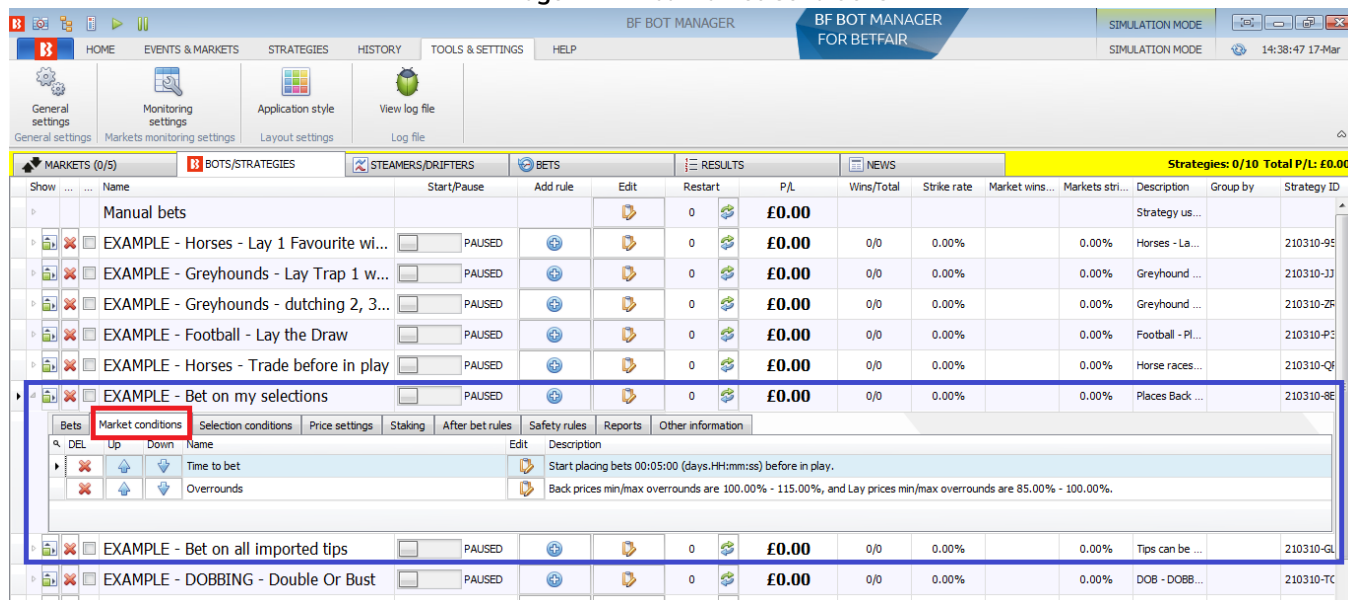 BF BOT MANAGER
BF BOT MANAGER
FOR BETFAIR
SIMULATION MODE
HOME EVENTS & MARKETS STRATEGIES HISTORY TOOLS & SETTINGS HELP
SIMULATION MODE 14:38:47 17-Mar
General settings
Monitoring settings
Application style
View log file
General settings Markets monitoring settings Layout settings Log file
MARKETS (0/5) BOTS/STRATEGIES STEAMERS/DRIFTERS BETS RESULTS NEWS Strategies: 0/10 Total P/L: £0.00
Show ... ... Name Start/Pause Add rule Edit Restart P/L Wins/Total Strike rate Market wins... Markets stri... Description Group by Strategy ID
Manual bets 0 £0.00 Strategy us...
EXAMPLE - Horses - Lay 1 Favourite wi... PAUSED 0 £0.00 0/0 0.00% 0.00% Horses - La... 210310-95
EXAMPLE - Greyhounds - Lay Trap 1 w... PAUSED 0 £0.00 0/0 0.00% 0.00% Greyhound ... 210310-JJ
EXAMPLE - Greyhounds - dutching 2, 3... PAUSED 0 £0.00 0/0 0.00% 0.00% Greyhound ... 210310-ZR
EXAMPLE - Football - Lay the Draw PAUSED 0 £0.00 0/0 0.00% 0.00% Football - Pl... 210310-P3
EXAMPLE - Horses - Trade before in play PAUSED 0 £0.00 0/0 0.00% 0.00% Horse races... 210310-QF
EXAMPLE - Bet on my selections PAUSED 0 £0.00 0/0 0.00% 0.00% Places Back ... 210310-8E
Bets Market conditions Selection conditions Price settings Staking After bet rules Safety rules Reports Other information
DEL Up Down Name Edit Description
Time to bet Start placing bets 00:05:00 (days.HH:mm:ss) before in play.
Overrounds Back prices min/max overrounds are 100.00% - 115.00%, and Lay prices min/max overrounds are 85.00% - 100.00%.
EXAMPLE - Bet on all imported tips PAUSED 0 £0.00 0/0 0.00% 0.00% Tips can be ... 210310-GL
EXAMPLE - DOBBING - Double Or Bust PAUSED 0 £0.00 0/0 0.00% 0.00% DOB - DOBB... 210310-TC